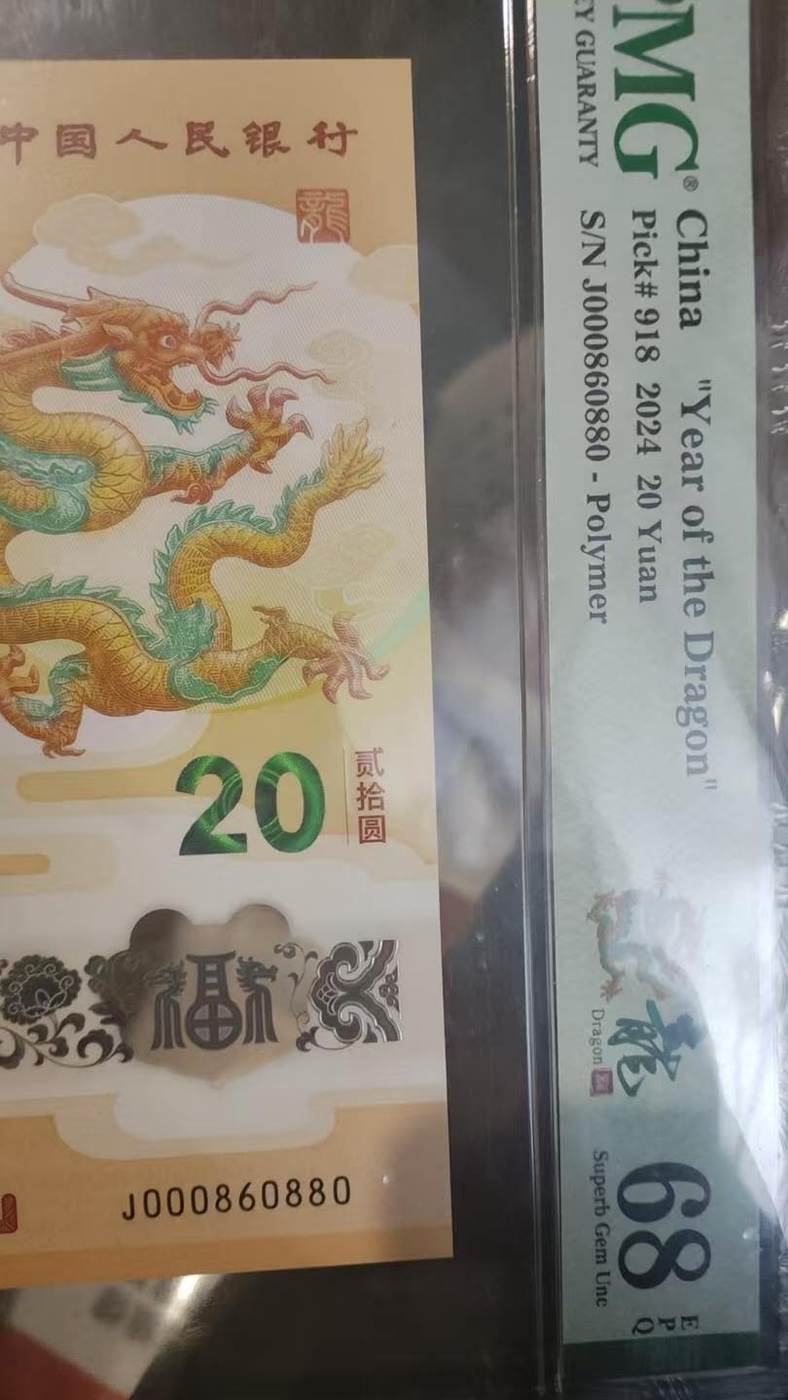 中国人民银行
龍
20
贰拾圆
福
J000860880
PMG®
EY GUARANTY
China "Year of the Dragon"
Pick# 918 2024 20 Yuan
S/N J000860880 - Polymer
龍
Dragon
68
EPQ
Superb Gem Unc